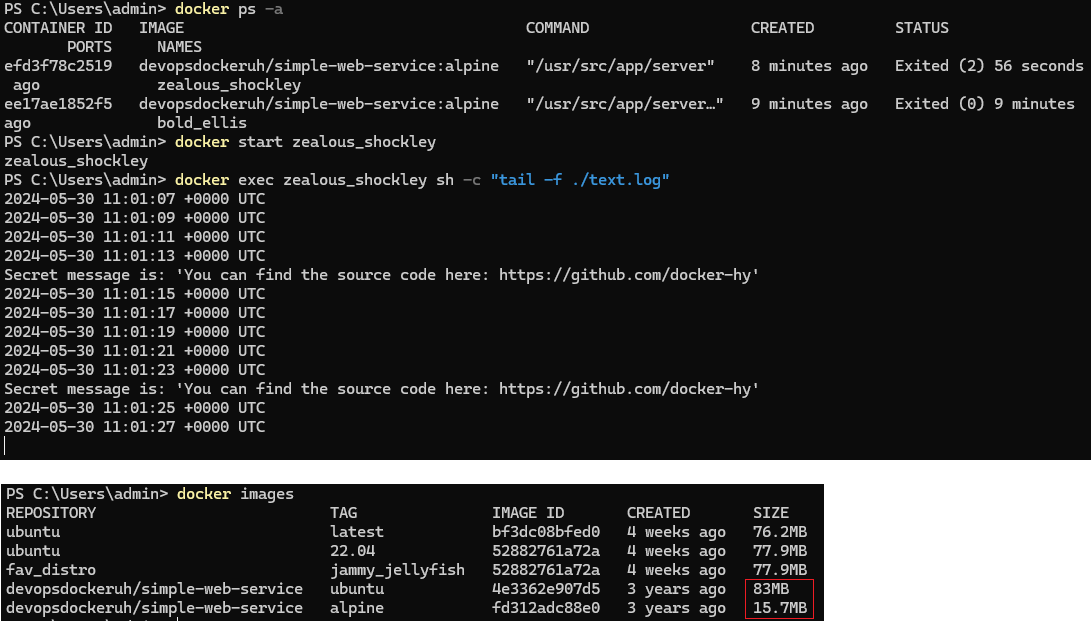 PS C:\Users\admin> docker ps -a
CONTAINER ID   IMAGE                                      COMMAND                  CREATED         STATUS
       PORTS     NAMES
efd3f78c2519   devopsdockeruh/simple-web-service:alpine   "/usr/src/app/server"    8 minutes ago   Exited (2) 56 seconds
 ago             zealous_shockley
ee17ae1852f5   devopsdockeruh/simple-web-service:alpine   "/usr/src/app/server…"   9 minutes ago   Exited (0) 9 minutes
ago              bold_ellis
PS C:\Users\admin> docker start zealous_shockley
zealous_shockley
PS C:\Users\admin> docker exec zealous_shockley sh -c "tail -f ./text.log"
2024-05-30 11:01:07 +0000 UTC
2024-05-30 11:01:09 +0000 UTC
2024-05-30 11:01:11 +0000 UTC
2024-05-30 11:01:13 +0000 UTC
Secret message is: 'You can find the source code here: https://github.com/docker-hy'
2024-05-30 11:01:15 +0000 UTC
2024-05-30 11:01:17 +0000 UTC
2024-05-30 11:01:19 +0000 UTC
2024-05-30 11:01:21 +0000 UTC
2024-05-30 11:01:23 +0000 UTC
Secret message is: 'You can find the source code here: https://github.com/docker-hy'
2024-05-30 11:01:25 +0000 UTC
2024-05-30 11:01:27 +0000 UTC
PS C:\Users\admin> docker images
REPOSITORY                          TAG               IMAGE ID       CREATED       SIZE
ubuntu                              latest            bf3dc08bfed0   4 weeks ago   76.2MB
ubuntu                              22.04             52882761a72a   4 weeks ago   77.9MB
fav_distro                          jammy_jellyfish   52882761a72a   4 weeks ago   77.9MB
devopsdockeruh/simple-web-service   ubuntu            4e3362e907d5   3 years ago   83MB
devopsdockeruh/simple-web-service   alpine            fd312adc88e0   3 years ago   15.7MB